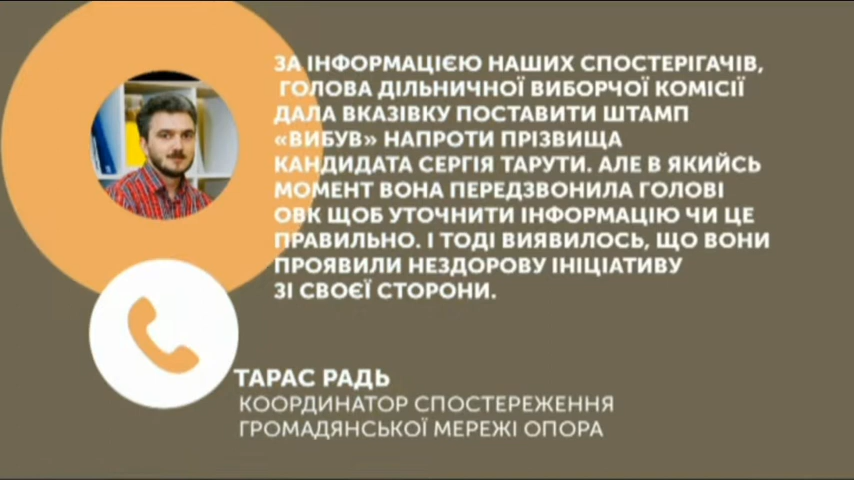 ЗА ІНФОРМАЦІЄЮ НАШИХ СПОСТЕРІГАЧІВ,
ГОЛОВА ДІЛЬНИЧНОЇ ВИБОРЧОЇ КОМІСІЇ
ДАЛА ВКАЗІВКУ ПОСТАВИТИ ШТАМП
«ВИБУВ» НАПРОТИ ПРІЗВИЩА
КАНДИДАТА СЕРГІЯ ТАРУТИ. АЛЕ В ЯКИЙСЬ
МОМЕНТ ВОНА ПЕРЕДЗВОНИЛА ГОЛОВІ
ОВК ЩОБ УТОЧНИТИ ІНФОРМАЦІЮ ЧИ ЦЕ
ПРАВИЛЬНО. І ТОДІ ВИЯВИЛОСЬ, ЩО ВОНИ
ПРОЯВИЛИ НЕЗДОРОВУ ІНІЦІАТИВУ
ЗІ СВОЄЇ СТОРОНИ.
ТАРАС РАДЬ
КООРДИНАТОР СПОСТЕРЕЖЕННЯ
ГРОМАДЯНСЬКОЇ МЕРЕЖІ ОПОРА